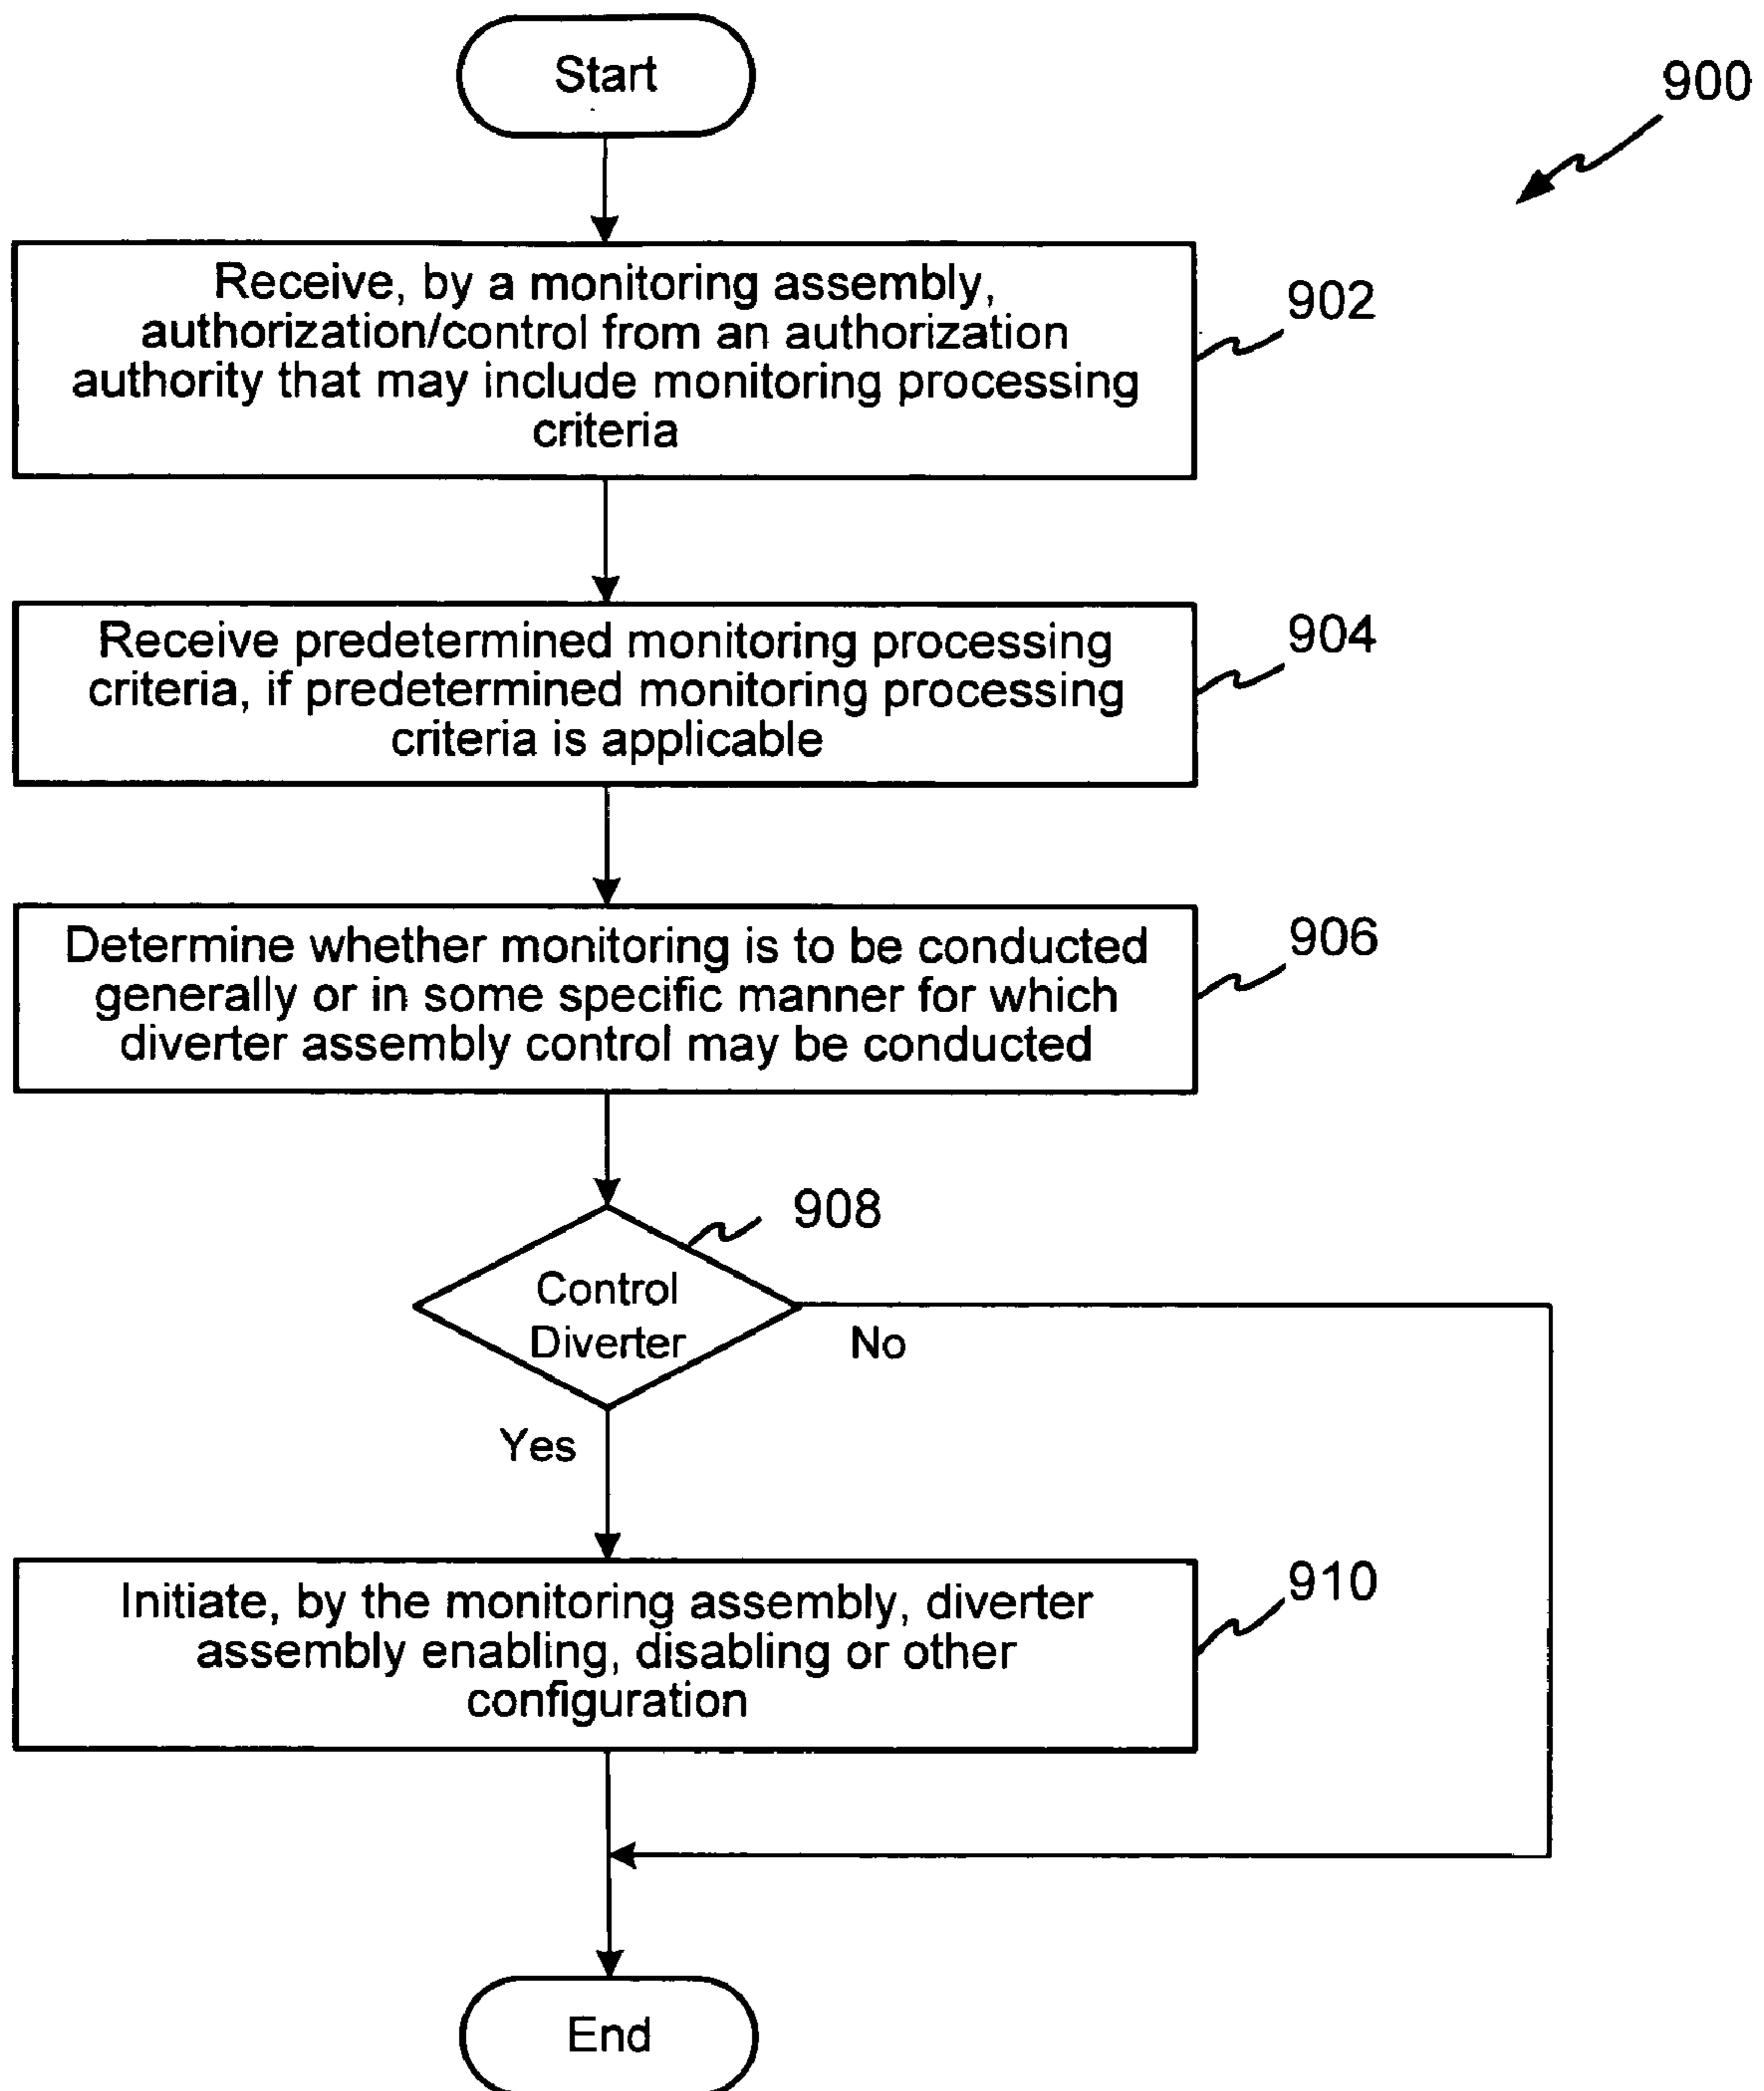 Start
900
Receive, by a monitoring assembly,
authorization/control from an authorization
authority that may include monitoring processing
criteria
902
Receive predetermined monitoring processing
criteria, if predetermined monitoring processing
criteria is applicable
904
Determine whether monitoring is to be conducted
generally or in some specific manner for which
diverter assembly control may be conducted
906
908
Control
Diverter
No
Yes
Initiate, by the monitoring assembly, diverter
assembly enabling, disabling or other
configuration
910
End